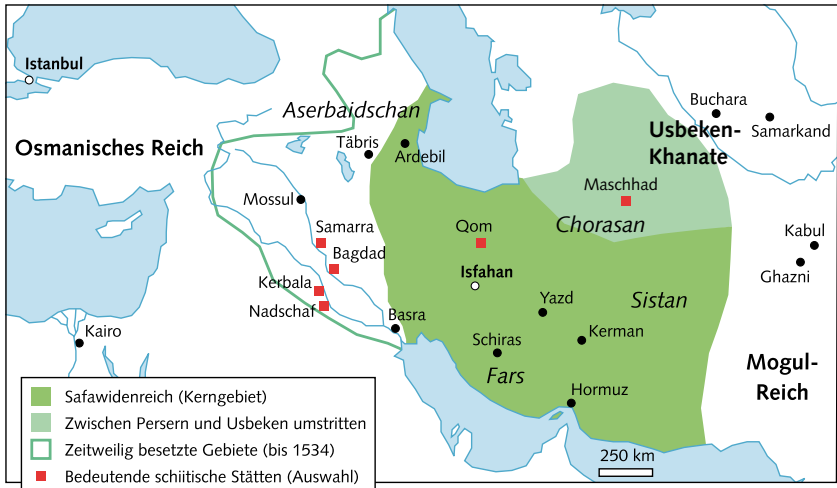 Istanbul
Aserbaidschan
Buchara
Samarkand
Usbeken-
Khanate
Osmanisches Reich
Täbris
Ardebil
Mossul
Maschhad
Samarra
Qom
Chorasan
Bagdad
Kabul
Isfahan
Ghazni
Kerbala
Nadschaf
Yazd
Sistan
Basra
Kairo
Schiras
Kerman
Fars
Mogul-
Reich
Hormuz
Safawidenreich (Kerngebiet)
Zwischen Persern und Usbeken umstritten
Zeitweilig besetzte Gebiete (bis 1534)
Bedeutende schiitische Stätten (Auswahl)
250 km